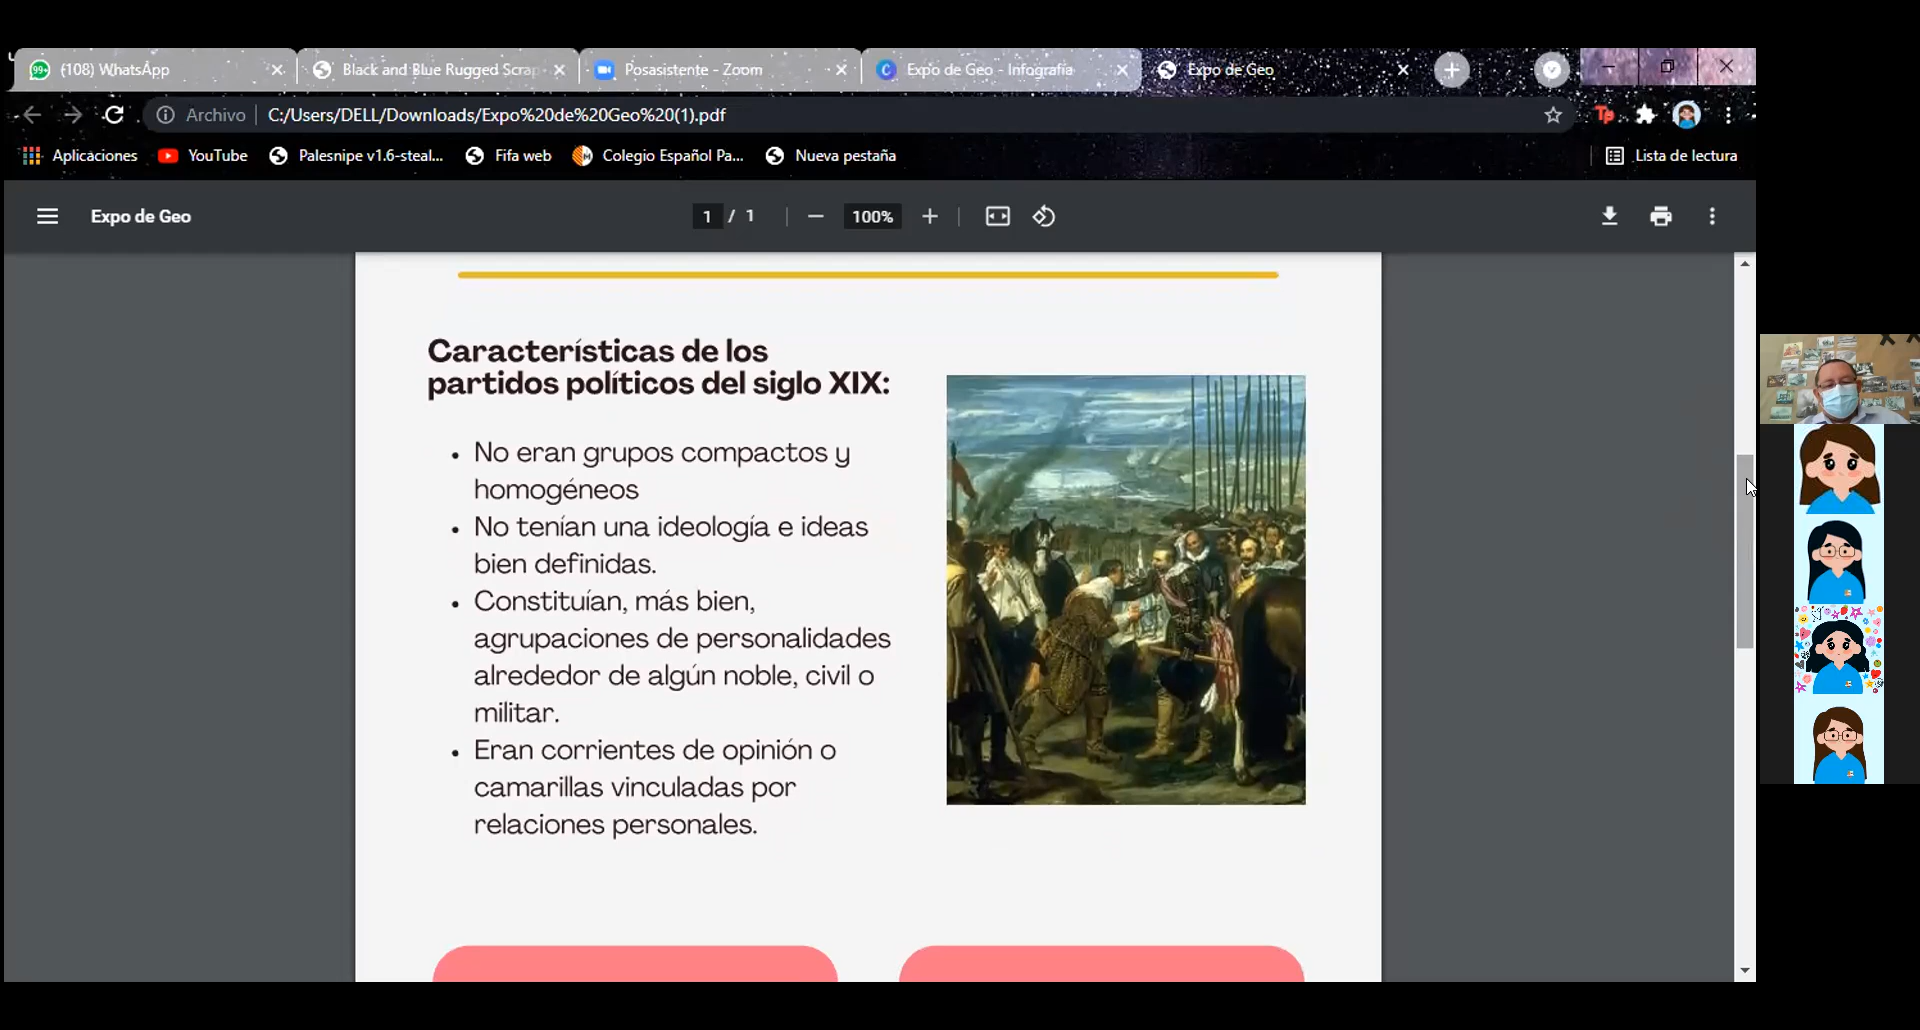 (108) WhatsApp
Black and Blue Rugged Scrap
Posasistente - Zoom
Expo de Geo - Infografía
Expo de Geo
Archivo
C:/Users/DELL/Downloads/Expo%20de%20Geo%20(1).pdf
Aplicaciones
YouTube
Palesnipe v1.6-steal...
Fifa web
Colegio Español Pa...
Nueva pestaña
Lista de lectura
Expo de Geo
1 / 1
100%
Características de los
partidos políticos del siglo XIX:
• No eran grupos compactos y
homogéneos
• No tenían una ideología e ideas
bien definidas.
• Constituían, más bien,
agrupaciones de personalidades
alrededor de algún noble, civil o
militar.
• Eran corrientes de opinión o
camarillas vinculadas por
relaciones personales.